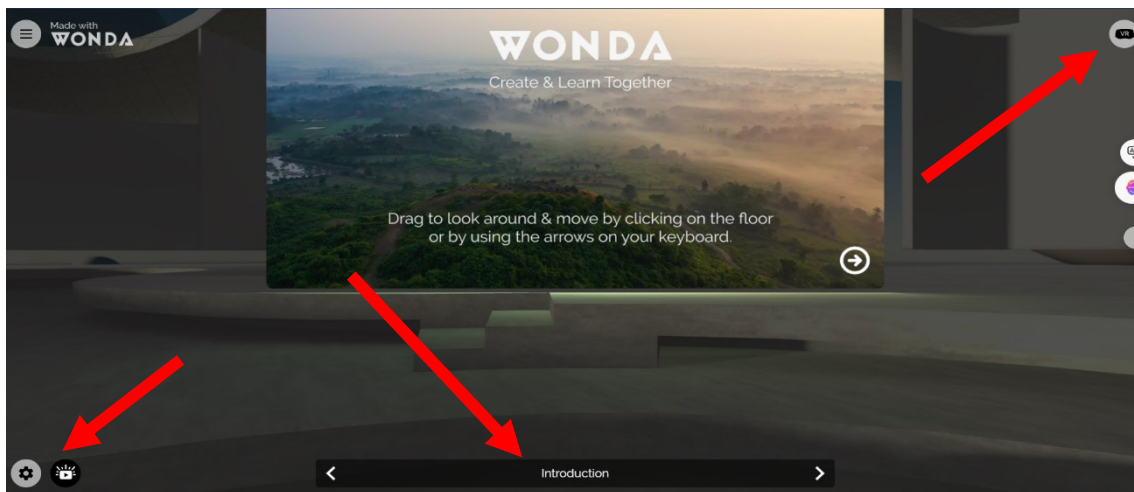 Made with
WONDA
WONDA
Create & Learn Together
VR
Drag to look around & move by clicking on the floor
or by using the arrows on your keyboard.
Introduction